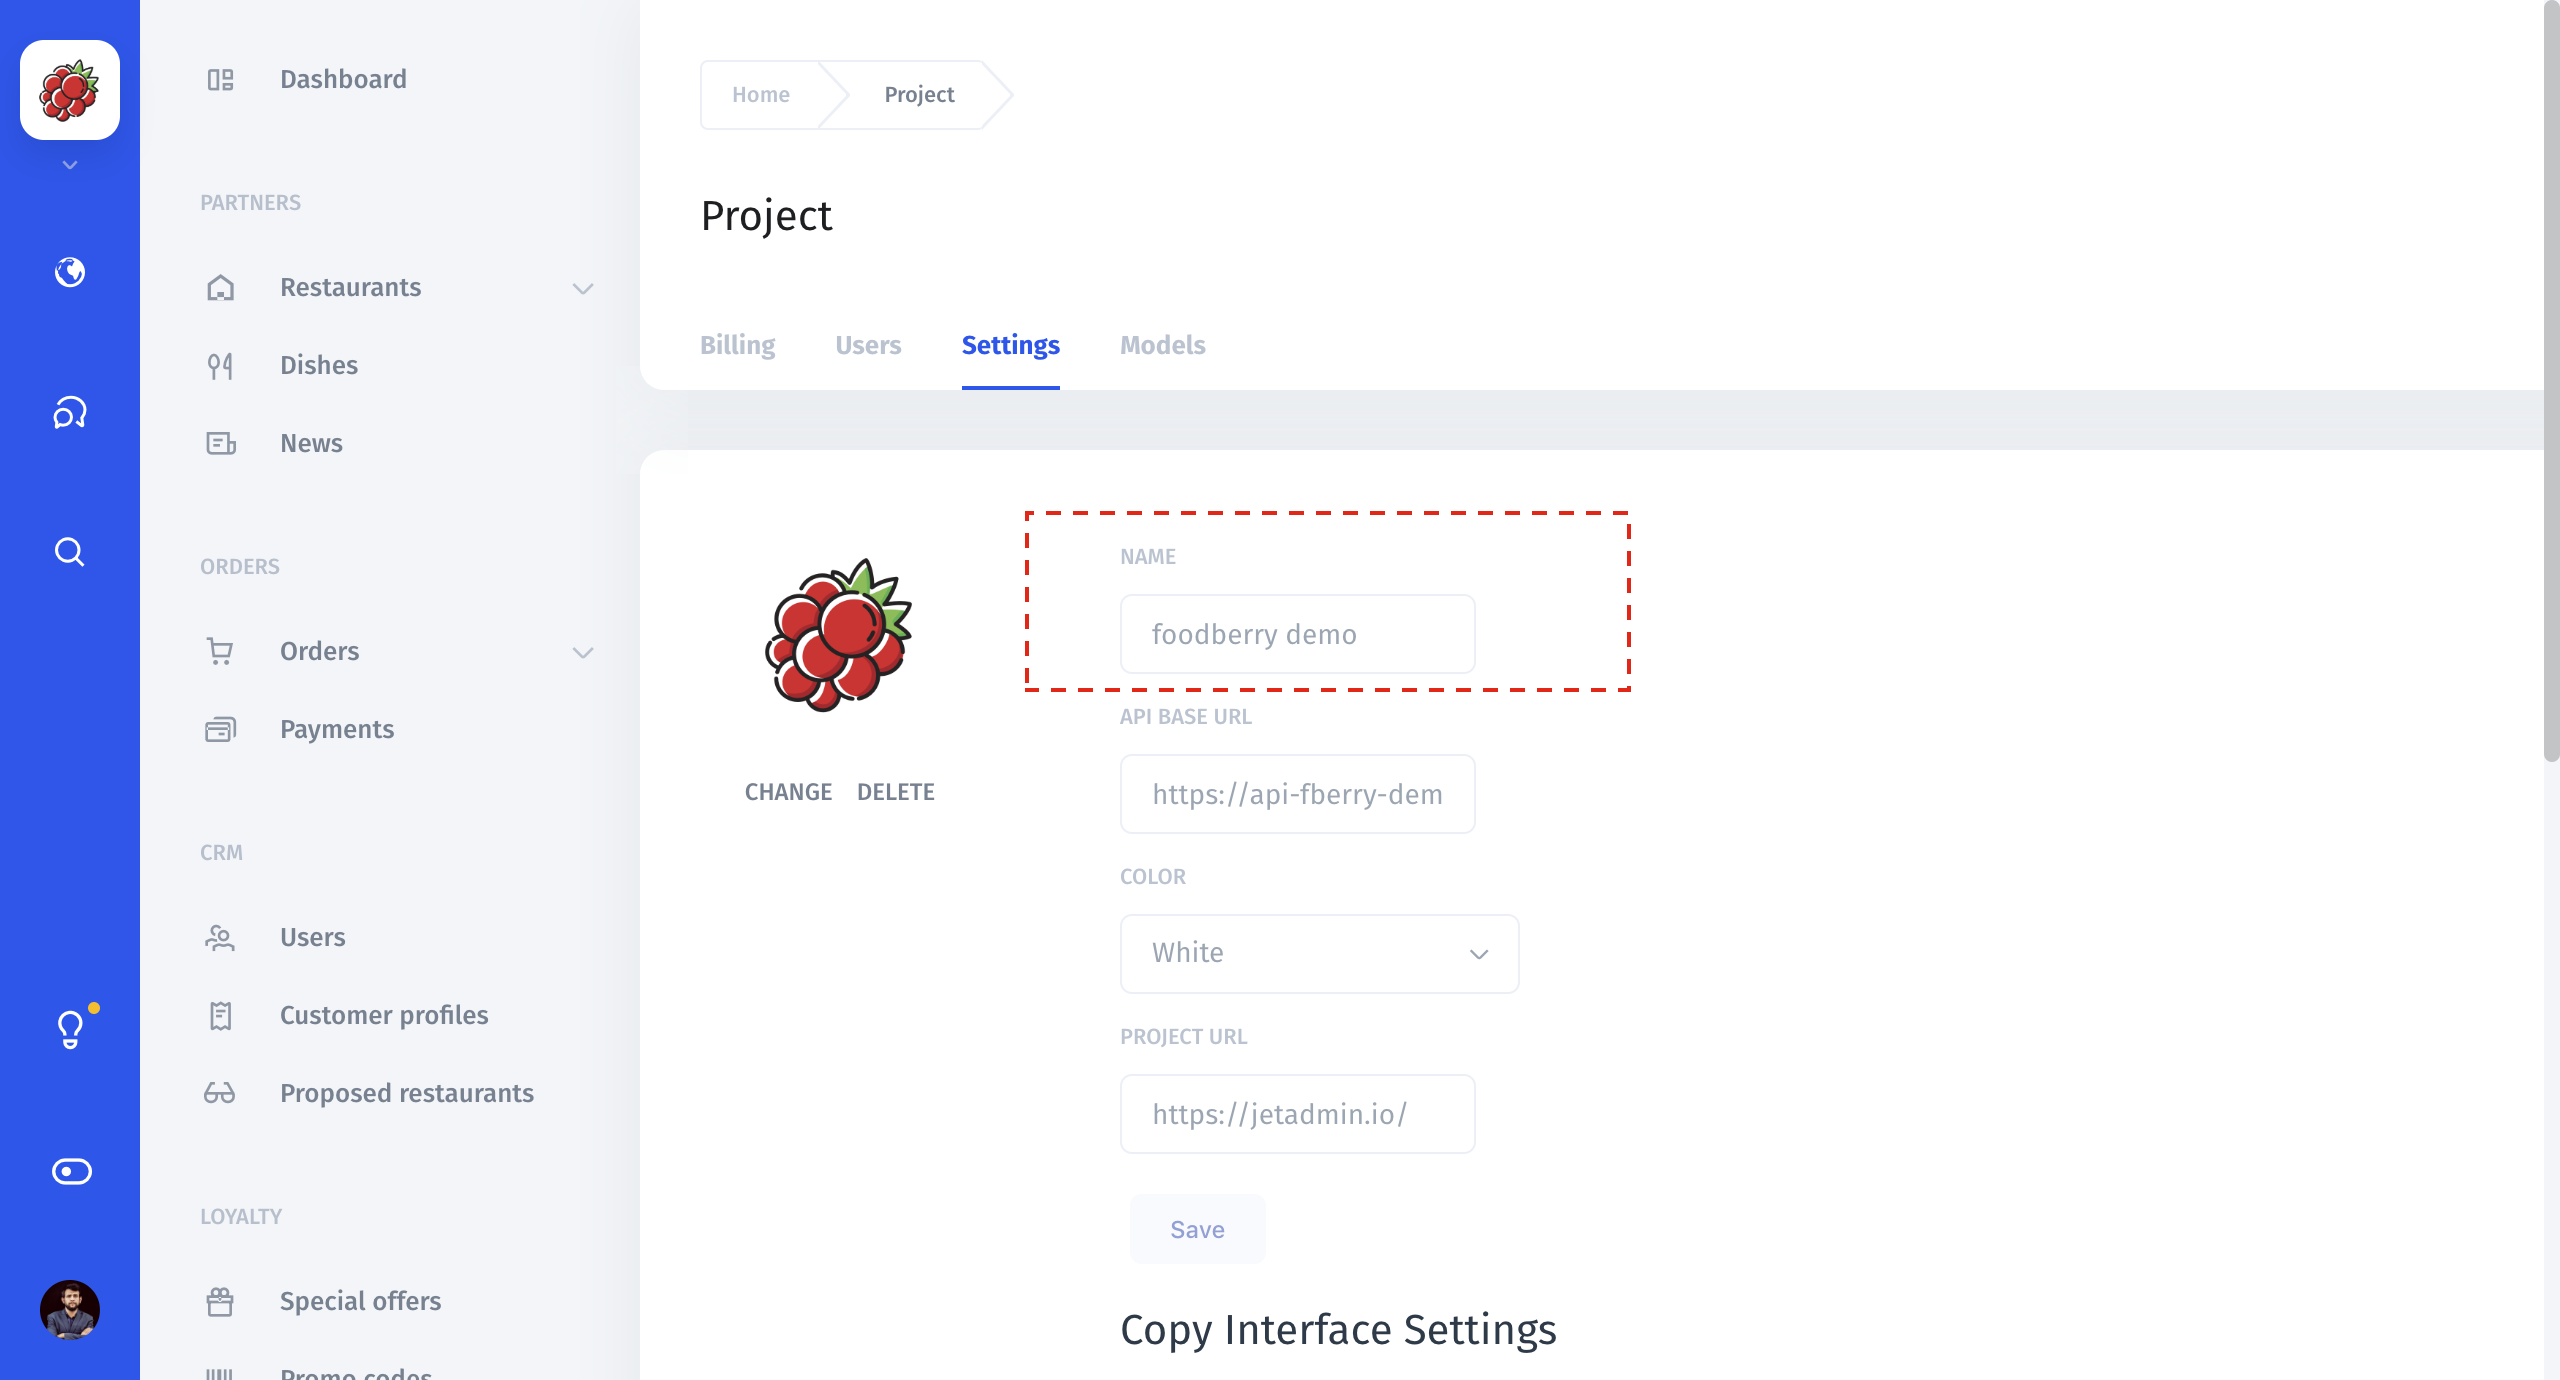 Dashboard
PARTNERS
Restaurants
Dishes
News
ORDERS
Orders
Payments
CRM
Users
Customer profiles
Proposed restaurants
LOYALTY
Special offers
Promo codes
Home
Project
Project
Billing Users Settings Models
CHANGE DELETE
NAME
foodberry demo
API BASE URL
https://api-fberry-dem
COLOR
White
PROJECT URL
https://jetadmin.io/
Save
Copy Interface Settings